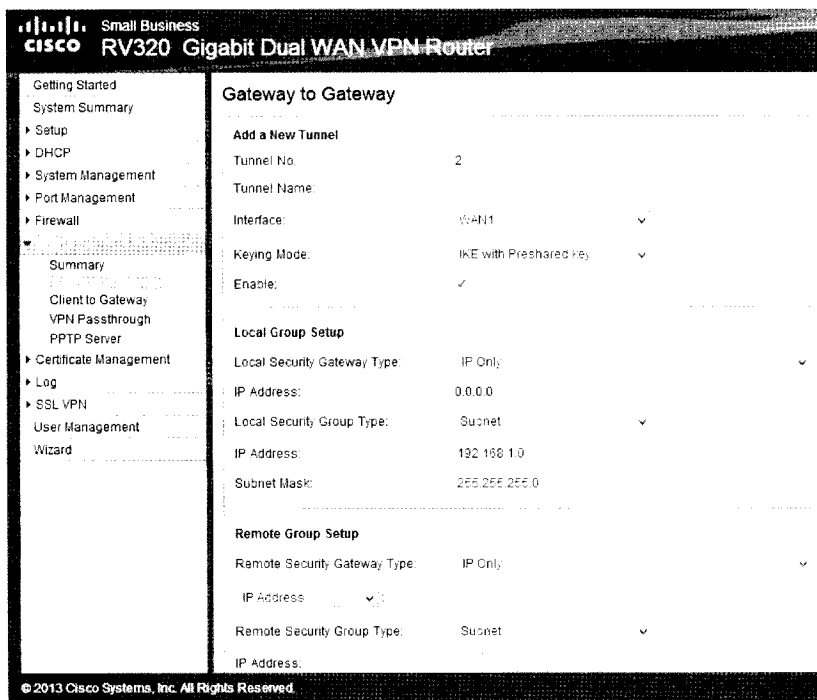 Small Business
CISCO RV320 Gigabit Dual WAN VPN Router
Getting Started
System Summary
Setup
DHCP
System Management
Port Management
Firewall
Summary
Client to Gateway
VPN Passthrough
PPTP Server
Certificate Management
Log
SSL VPN
User Management
Wizard
Gateway to Gateway
Add a New Tunnel
Tunnel No. 2
Tunnel Name:
Interface: WAN1
Keying Mode: IKE with Preshared key
Enable:
Local Group Setup
Local Security Gateway Type: IP Only
IP Address: 0.0.0.0
Local Security Group Type: Subnet
IP Address: 192.168.1.0
Subnet Mask: 255.255.255.0
Remote Group Setup
Remote Security Gateway Type: IP Only
IP Address :
Remote Security Group Type: Subnet
IP Address:
© 2013 Cisco Systems, Inc. All Rights Reserved.